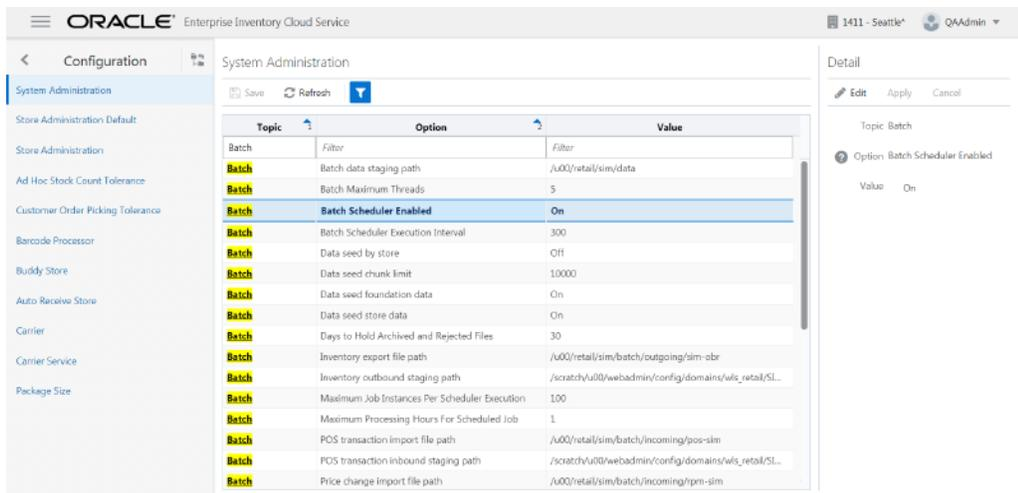 ORACLE® Enterprise Inventory Cloud Service 1411 - Seattle^ QAAdmin
Configuration
System Administration
Store Administration Default
Store Administration
Ad Hoc Stock Count Tolerance
Customer Order Picking Tolerance
Barcode Processor
Buddy Store
Auto Receive Store
Carrier
Carrier Service
Package Size
System Administration
Save Refresh
Topic 1 Option 2 Value
Batch Filter Filter
Batch Batch data staging path /u00/retail/sim/data
Batch Batch Maximum Threads 5
Batch Batch Scheduler Enabled On
Batch Batch Scheduler Execution Interval 300
Batch Data seed by store Off
Batch Data seed chunk limit 10000
Batch Data seed foundation data On
Batch Data seed store data On
Batch Days to Hold Archived and Rejected Files 30
Batch Inventory export file path /u00/retail/sim/batch/outgoing/sim-obr
Batch Inventory outbound staging path /scratch/u00/webadmin/config/domains/wls_retail/SI...
Batch Maximum Job Instances Per Scheduler Execution 100
Batch Maximum Processing Hours For Scheduled Job 1
Batch POS transaction import file path /u00/retail/sim/batch/incoming/pos-sim
Batch POS transaction inbound staging path /scratch/u00/webadmin/config/domains/wls_retail/SI...
Batch Price change import file path /u00/retail/sim/batch/incoming/rpm-sim
Detail
Edit Apply Cancel
Topic Batch
? Option Batch Scheduler Enabled
Value On